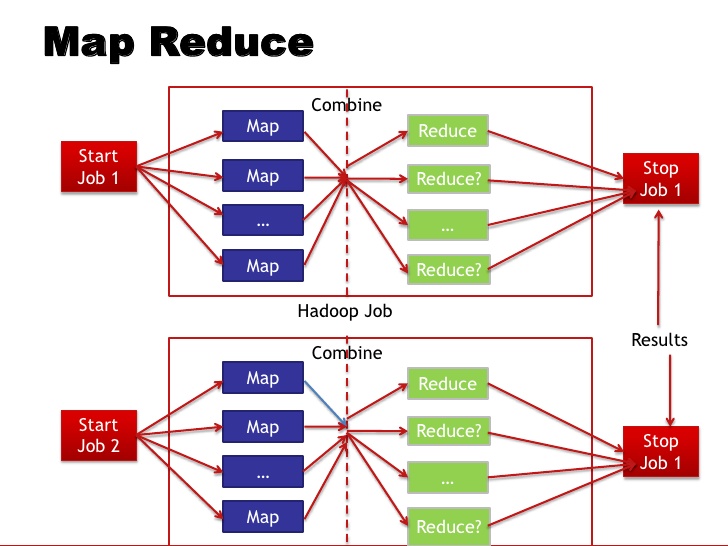 Map Reduce
Combine
Map
Reduce
Start
Job 1
Map
Reduce?
Stop
Job 1
…
…
Map
Reduce?
Hadoop Job
Results
Combine
Map
Reduce
Start
Job 2
Map
Reduce?
Stop
Job 1
…
…
Map
Reduce?